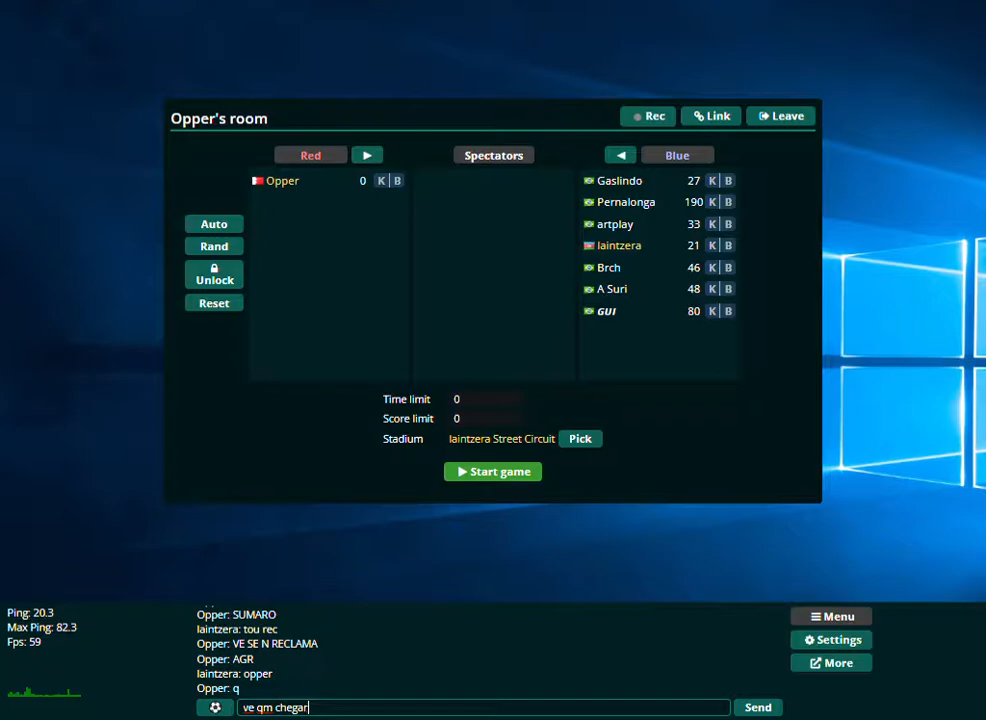 Opper's room
Rec
Link
Leave
Red
Spectators
Blue
Opper 0 K B
Gaslindo 27 K B
Pernalonga 190 K B
artplay 33 K B
laintzera 21 K B
Brch 46 K B
A Suri 48 K B
GUI 80 K B
Auto
Rand
Unlock
Reset
Time limit 0
Score limit 0
Stadium laintzera Street Circuit Pick
Start game
Ping: 20.3
Max Ping: 82.3
Fps: 59
Opper: SUMARO
laintzera: tou rec
Opper: VE SE N RECLAMA
Opper: AGR
laintzera: opper
Opper: q
ve qm chegar
Send
Menu
Settings
More